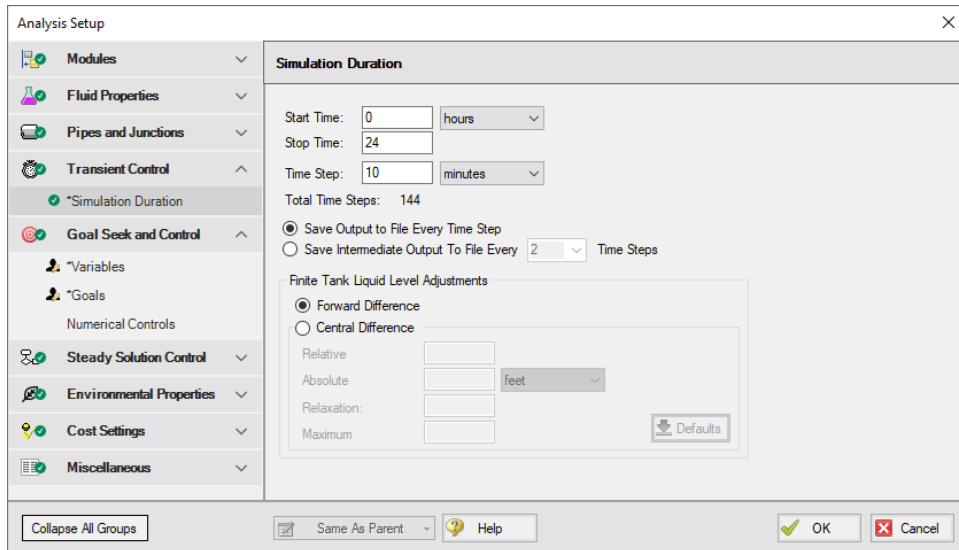 Analysis Setup
Modules
Fluid Properties
Pipes and Junctions
Transient Control
*Simulation Duration
Goal Seek and Control
*Variables
*Goals
Numerical Controls
Steady Solution Control
Environmental Properties
Cost Settings
Miscellaneous
Simulation Duration
Start Time: 0 hours
Stop Time: 24
Time Step: 10 minutes
Total Time Steps: 144
Save Output to File Every Time Step
Save Intermediate Output To File Every 2 Time Steps
Finite Tank Liquid Level Adjustments
Forward Difference
Central Difference
Relative
Absolute feet
Relaxation:
Maximum
Defaults
Collapse All Groups
Same As Parent
Help
OK
Cancel